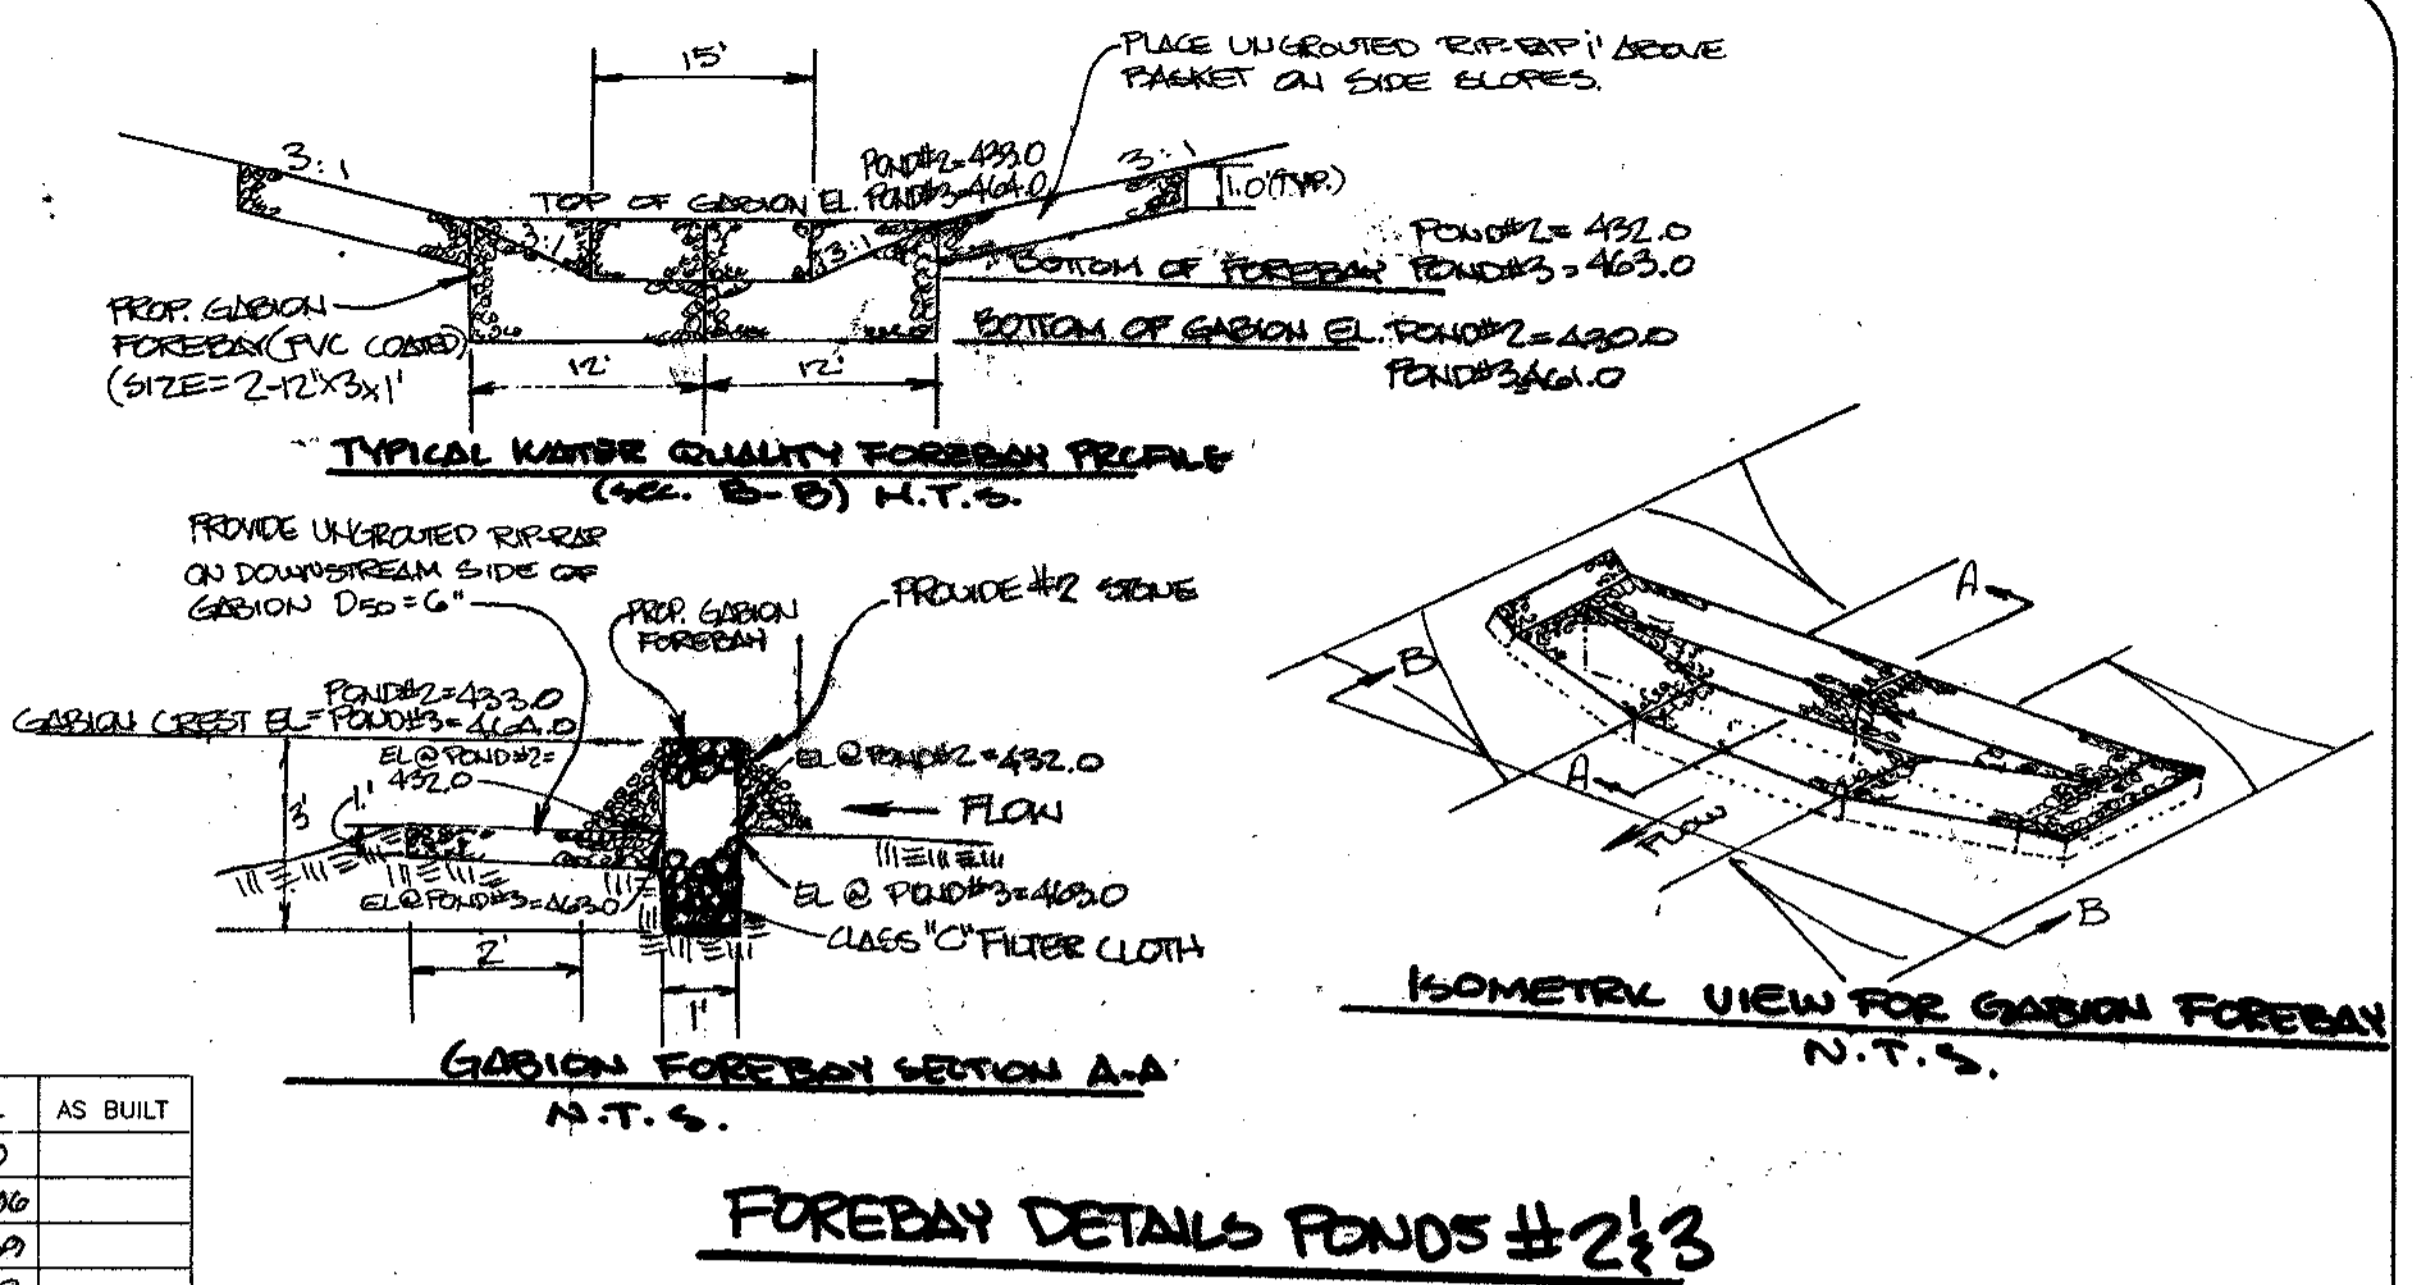 15'
PLACE UNGROUTED RIP-RAP 1' ABOVE
BASKET ON SIDE SLOPES.
3:1
POND#2=433.0
TOP OF GABION EL. POND#3=464.0
3:1
1.0'(TYP.)
3:1
3:1
POND#2= 432.0
BOTTOM OF FOREBAY POND#3=463.0
PROP. GABION
FOREBAY(PVC COATED)
(SIZE=2-12'X3X1'
BOTTOM OF GABION EL. POND#2=430.0
POND#3=461.0
12'
12'
TYPICAL WATER QUALITY FOREBAY PROFILE
(SEC. B-B) N.T.S.
PROVIDE UNGROUTED RIP-RAP
ON DOWNSTREAM SIDE OF
GABION D50=6"
PROP. GABION
FOREBAY
PROVIDE #2 STONE
POND#2=433.0
GABION CREST EL=POND#3=464.0
EL@POND#2=
432.0
EL@POND#2=432.0
1'
3'
FLOW
EL@POND#3=463.0
EL @ POND#3=463.0
CLASS "C" FILTER CLOTH
2'
1'
GABION FOREBAY SECTION A-A
N.T.S.
A
B
A
FLOW
B
ISOMETRIC VIEW FOR GABION FOREBAY
N.T.S.
AS BUILT
FOREBAY DETAILS PONDS #2&3